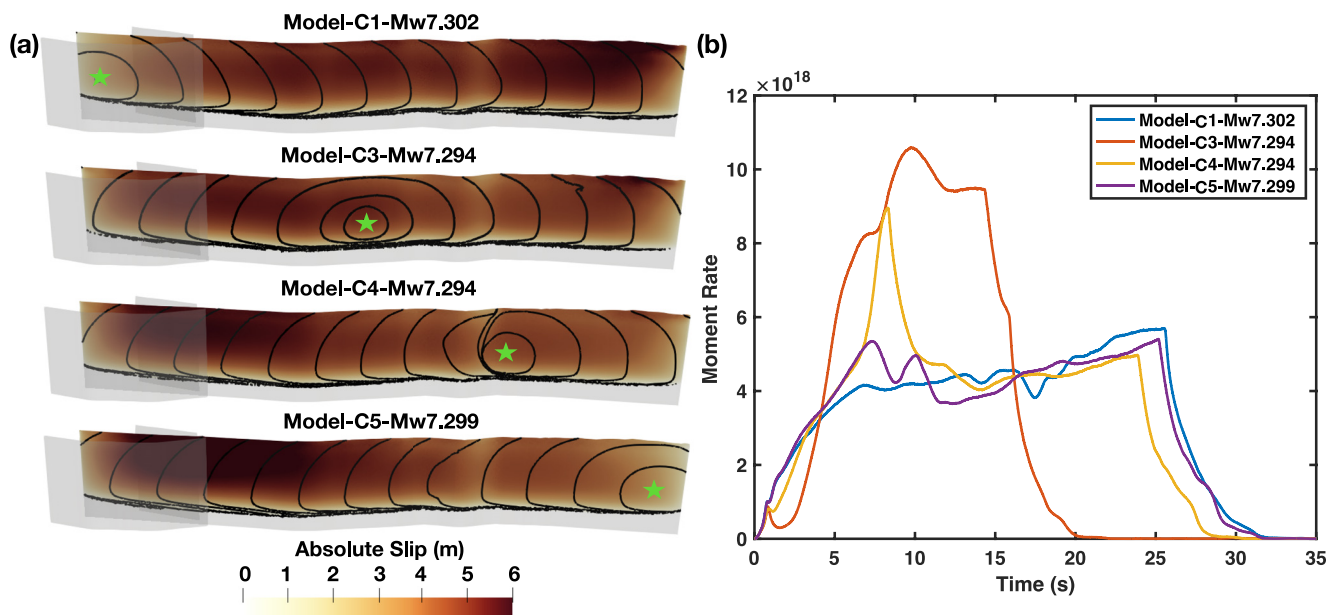 (a)
Model-C1-Mw7.302
Model-C3-Mw7.294
Model-C4-Mw7.294
Model-C5-Mw7.299
Absolute Slip (m)
0 1 2 3 4 5 6
(b)
×10¹⁸
12
10
8
6
4
2
0
Moment Rate
Model-C1-Mw7.302
Model-C3-Mw7.294
Model-C4-Mw7.294
Model-C5-Mw7.299
0 5 10 15 20 25 30 35
Time (s)